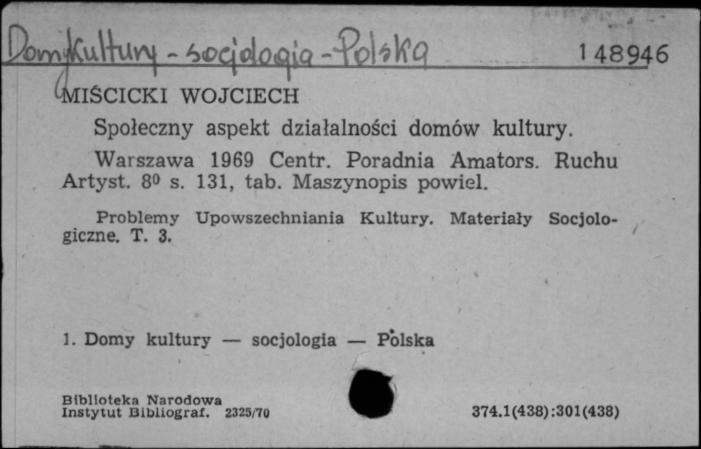 Domy Kultury - socjologia - Polska 148946
MIŚCICKI WOJCIECH
Społeczny aspekt działalności domów kultury.
Warszawa 1969 Centr. Poradnia Amators. Ruchu
Artyst. 8⁰ s. 131, tab. Maszynopis powiel.
Problemy Upowszechniania Kultury. Materiały Socjolo-
giczne. T. 3.
1. Domy kultury — socjologia — Polska
Biblioteka Narodowa
Instytut Bibliograf. 2325/70 374.1(438):301(438)